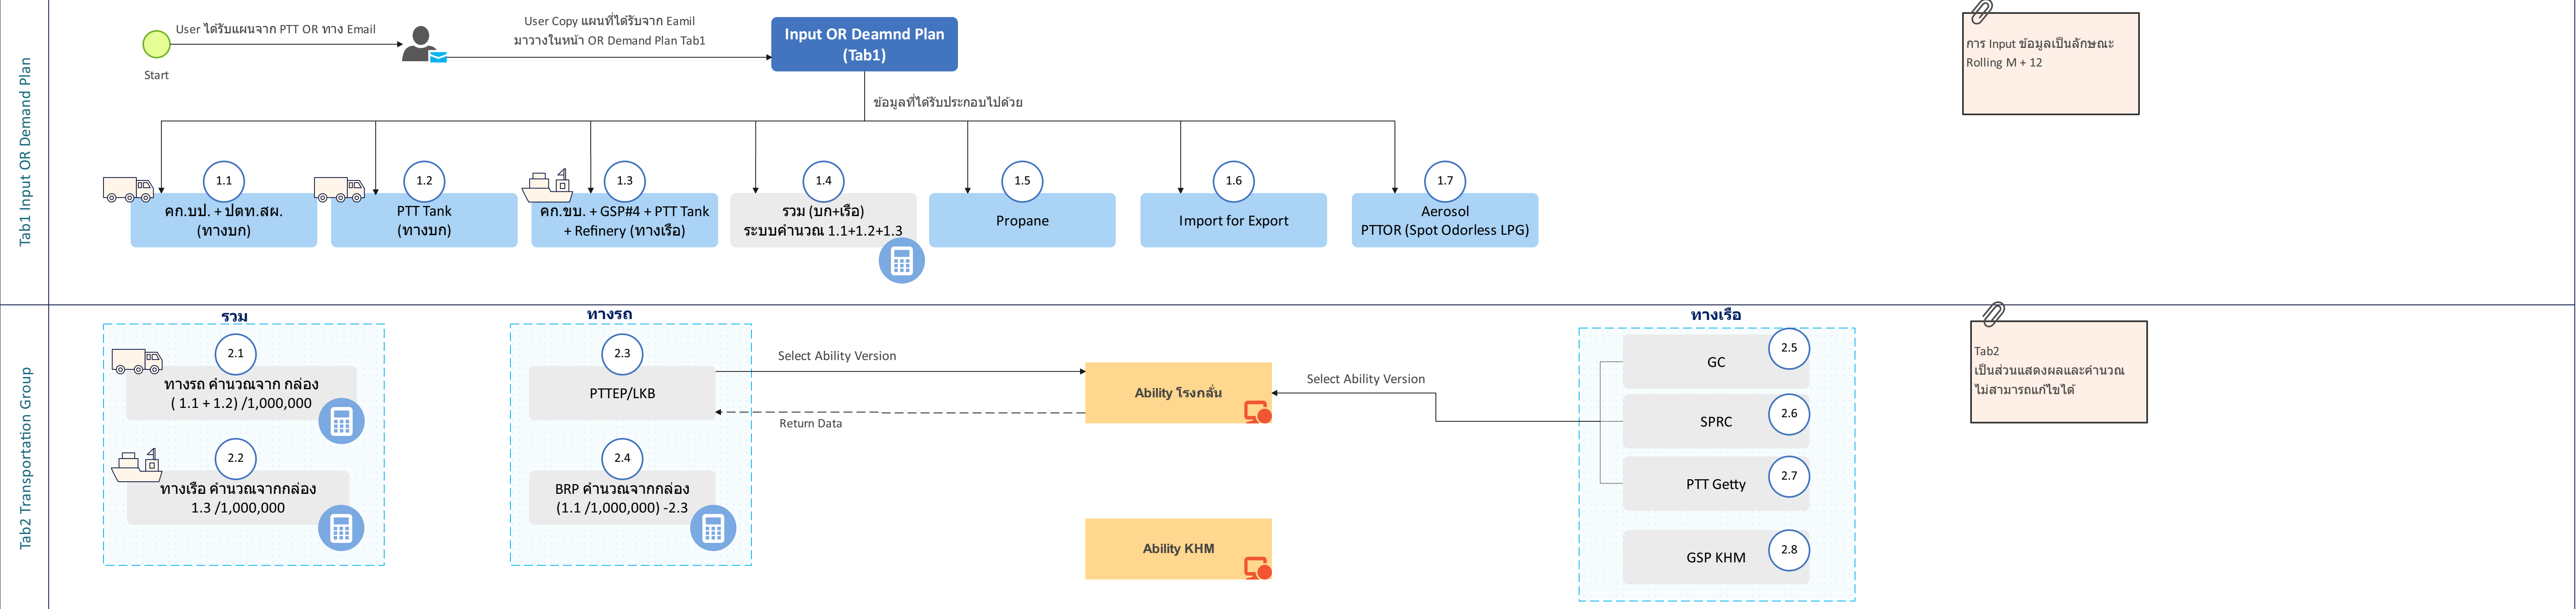 Tab1 Input OR Demand Plan
User ได้รับแผนจาก PTT OR ทาง Email
Start
User Copy แผนที่ได้รับจาก Eamil
มาวางในหน้า OR Demand Plan Tab1
Input OR Deamnd Plan
(Tab1)
การ Input ข้อมูลเป็นลักษณะ
Rolling M + 12
ข้อมูลที่ได้รับประกอบไปด้วย
1.1
คก.บป. + ปตท.สผ.
(ทางบก)
1.2
PTT Tank
(ทางบก)
1.3
คก.ขบ. + GSP#4 + PTT Tank
+ Refinery (ทางเรือ)
1.4
รวม (บก+เรือ)
ระบบคำนวณ 1.1+1.2+1.3
1.5
Propane
1.6
Import for Export
1.7
Aerosol
PTTOR (Spot Odorless LPG)
Tab2 Transportation Group
รวม
2.1
ทางรถ คำนวณจาก กล่อง
( 1.1 + 1.2) /1,000,000
2.2
ทางเรือ คำนวณจากกล่อง
1.3 /1,000,000
ทางรถ
2.3
PTTEP/LKB
2.4
BRP คำนวณจากกล่อง
(1.1 /1,000,000) -2.3
Select Ability Version
Return Data
Ability โรงกลั่น
Ability KHM
Select Ability Version
ทางเรือ
GC
2.5
SPRC
2.6
PTT Getty
2.7
GSP KHM
2.8
Tab2
เป็นส่วนแสดงผลและคำนวณ
ไม่สามารถแก้ไขได้